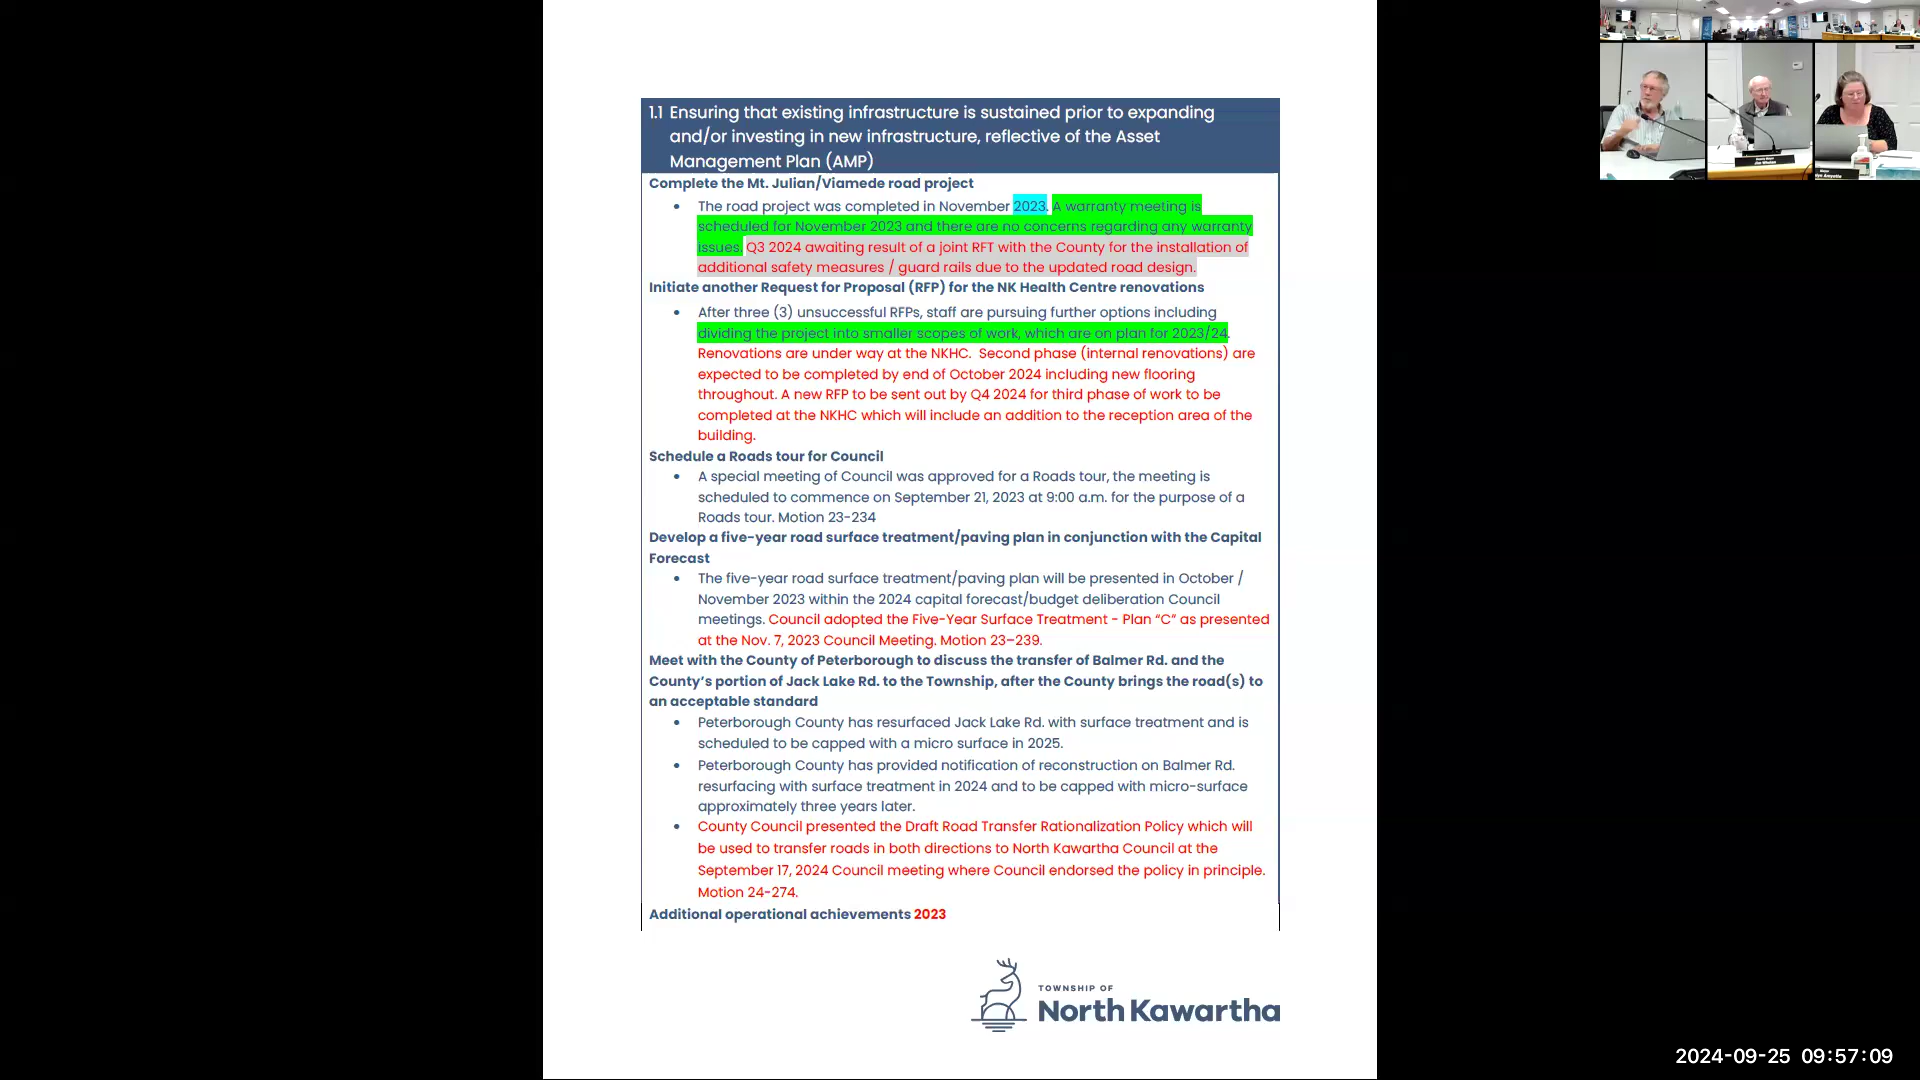 1.1 Ensuring that existing infrastructure is sustained prior to expanding
and/or investing in new infrastructure, reflective of the Asset
Management Plan (AMP)
Complete the Mt. Julian/Viamede road project
• The road project was completed in November 2023. A warranty meeting is
scheduled for November 2023 and there are no concerns regarding any warranty
issues. Q3 2024 awaiting result of a joint RFT with the County for the installation of
additional safety measures / guard rails due to the updated road design.
Initiate another Request for Proposal (RFP) for the NK Health Centre renovations
• After three (3) unsuccessful RFPs, staff are pursuing further options including
dividing the project into smaller scopes of work, which are on plan for 2023/24.
Renovations are under way at the NKHC. Second phase (internal renovations) are
expected to be completed by end of October 2024 including new flooring
throughout. A new RFP to be sent out by Q4 2024 for third phase of work to be
completed at the NKHC which will include an addition to the reception area of the
building.
Schedule a Roads tour for Council
• A special meeting of Council was approved for a Roads tour, the meeting is
scheduled to commence on September 21, 2023 at 9:00 a.m. for the purpose of a
Roads tour. Motion 23-234
Develop a five-year road surface treatment/paving plan in conjunction with the Capital
Forecast
• The five-year road surface treatment/paving plan will be presented in October /
November 2023 within the 2024 capital forecast/budget deliberation Council
meetings. Council adopted the Five-Year Surface Treatment - Plan “C” as presented
at the Nov. 7, 2023 Council Meeting. Motion 23–239.
Meet with the County of Peterborough to discuss the transfer of Balmer Rd. and the
County’s portion of Jack Lake Rd. to the Township, after the County brings the road(s) to
an acceptable standard
• Peterborough County has resurfaced Jack Lake Rd. with surface treatment and is
scheduled to be capped with a micro surface in 2025.
• Peterborough County has provided notification of reconstruction on Balmer Rd.
resurfacing with surface treatment in 2024 and to be capped with micro-surface
approximately three years later.
• County Council presented the Draft Road Transfer Rationalization Policy which will
be used to transfer roads in both directions to North Kawartha Council at the
September 17, 2024 Council meeting where Council endorsed the policy in principle.
Motion 24-274.
Additional operational achievements 2023
TOWNSHIP OF
North Kawartha
2024-09-25 09:57:09